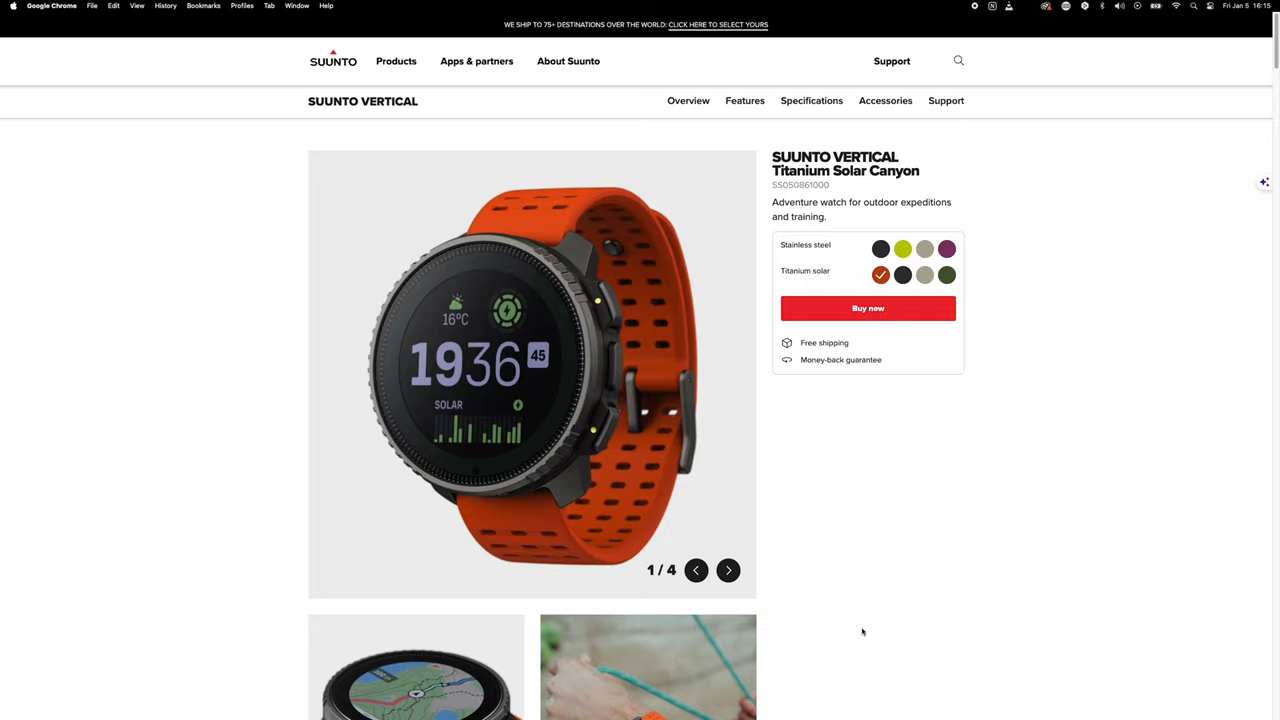 Google Chrome File Edit View History Bookmarks Profiles Tab Window Help Fri Jan 5 16:15
WE SHIP TO 75+ DESTINATIONS OVER THE WORLD: CLICK HERE TO SELECT YOURS
SUUNTO Products Apps & partners About Suunto Support
SUUNTO VERTICAL Overview Features Specifications Accessories Support
SUUNTO VERTICAL
Titanium Solar Canyon
SS050861000
Adventure watch for outdoor expeditions
and training.
Stainless steel
Titanium solar
Buy now
Free shipping
Money-back guarantee
16°C
1936 45
SOLAR
1 / 4